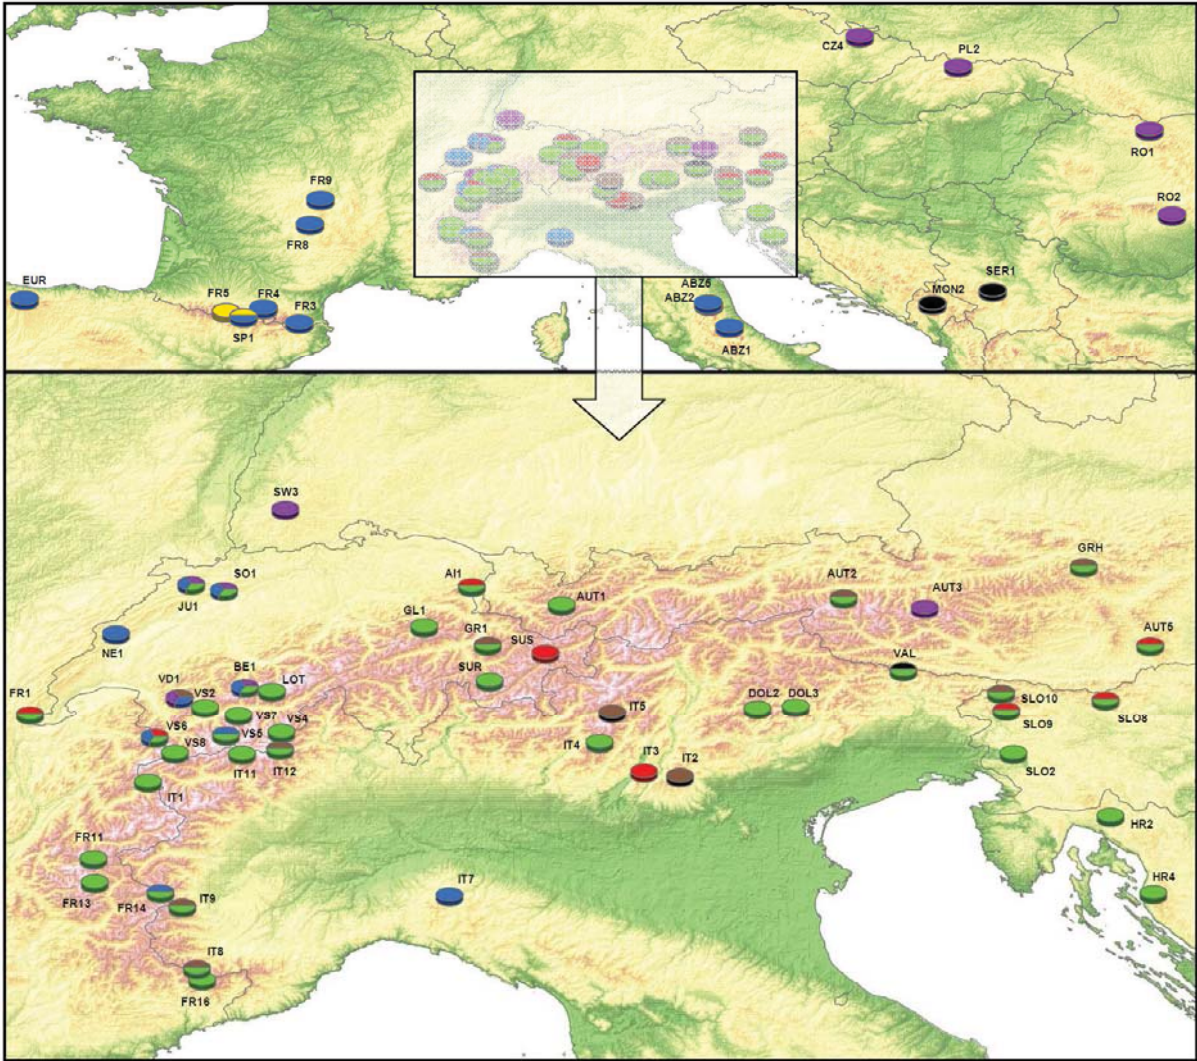 CZ4
PL2
RO1
FR9
RO2
FR8
EUR
FR5
FR4
FR3
SP1
ABZ6
ABZ2
ABZ1
SER1
MON2
SW3
GRH
SO1
JU1
AI1
AUT1
AUT2
AUT3
GL1
GR1
NE1
SUS
AUT5
VAL
SUR
BE1
LOT
VD1
VS2
DOL2
DOL3
SLO10
FR1
VS7
VS4
IT5
SLO9
SLO8
VS6
VS5
VS8
IT4
IT11
IT12
IT3
IT2
SLO2
IT1
HR2
FR11
FR13
FR14
IT9
IT7
HR4
IT8
FR16